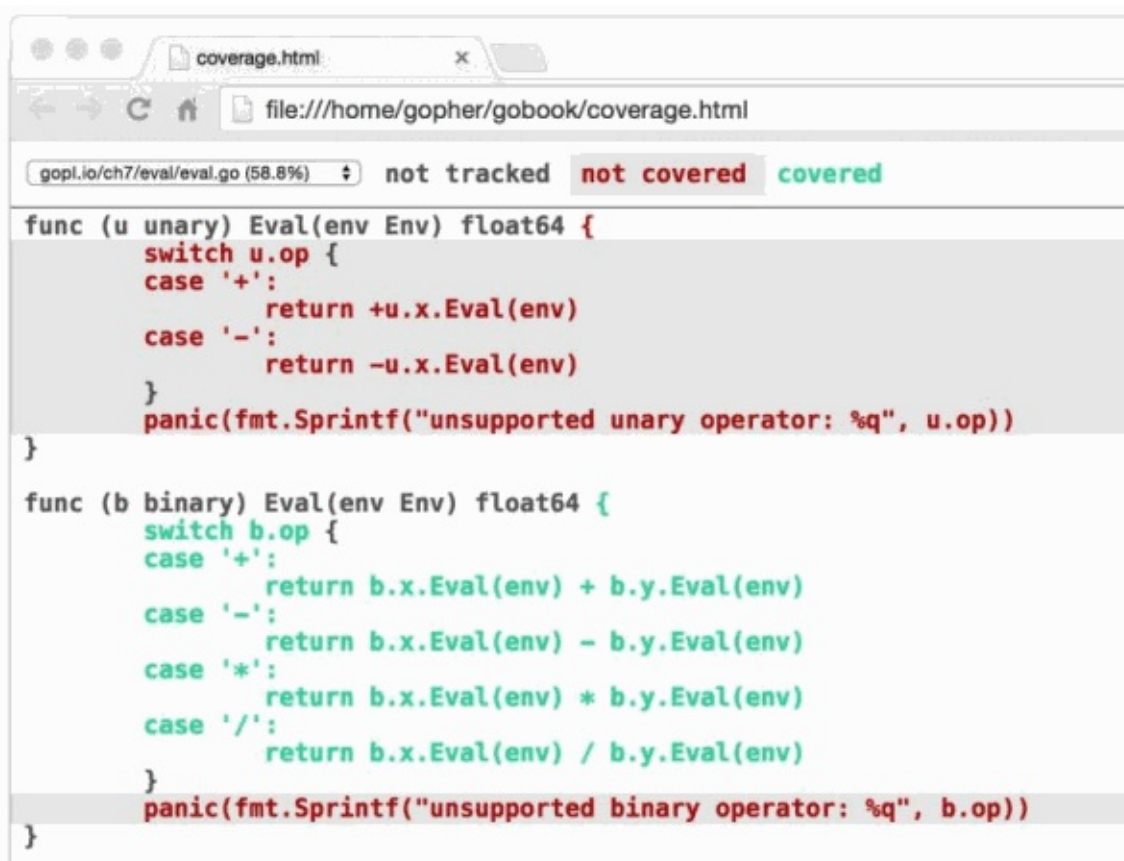 coverage.html
file:///home/gopher/gobook/coverage.html
gopl.io/ch7/eval/eval.go (58.8%) not tracked not covered covered
func (u unary) Eval(env Env) float64 {
        switch u.op {
        case '+':
                return +u.x.Eval(env)
        case '-':
                return -u.x.Eval(env)
        }
        panic(fmt.Sprintf("unsupported unary operator: %q", u.op))
}
func (b binary) Eval(env Env) float64 {
        switch b.op {
        case '+':
                return b.x.Eval(env) + b.y.Eval(env)
        case '-':
                return b.x.Eval(env) - b.y.Eval(env)
        case '*':
                return b.x.Eval(env) * b.y.Eval(env)
        case '/':
                return b.x.Eval(env) / b.y.Eval(env)
        }
        panic(fmt.Sprintf("unsupported binary operator: %q", b.op))
}